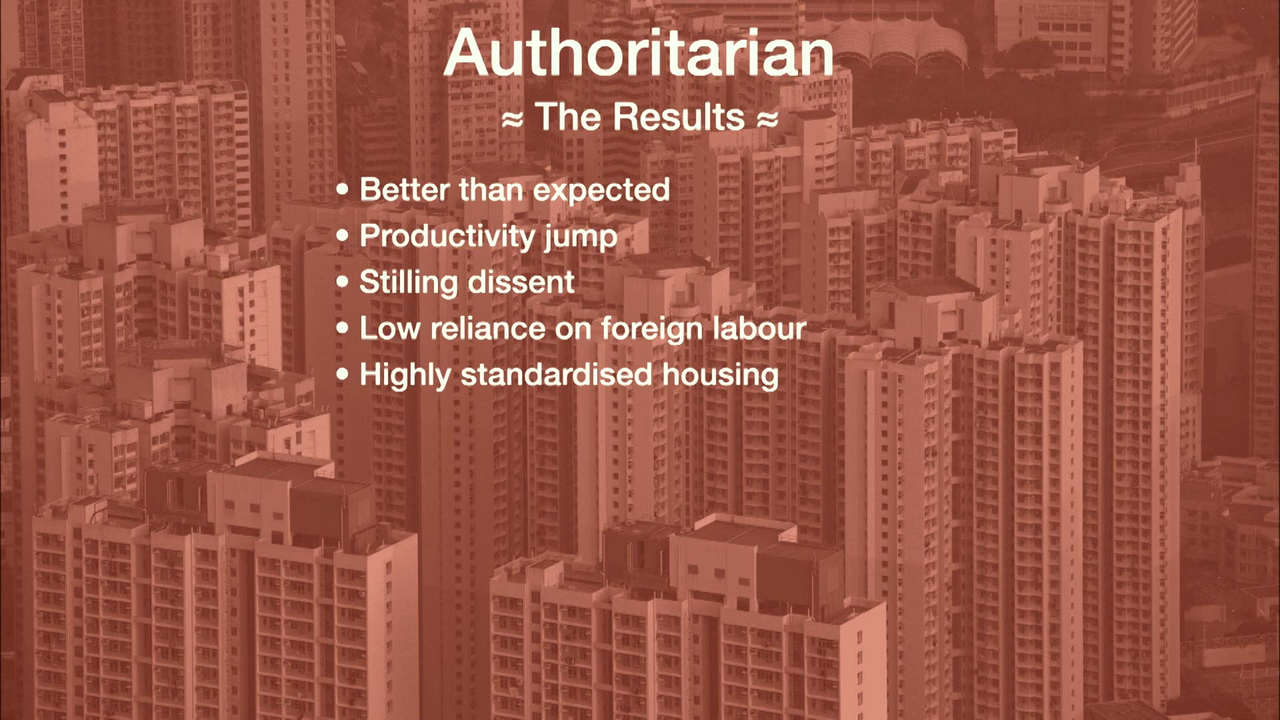 Authoritarian
≈ The Results ≈
• Better than expected
• Productivity jump
• Stilling dissent
• Low reliance on foreign labour
• Highly standardised housing